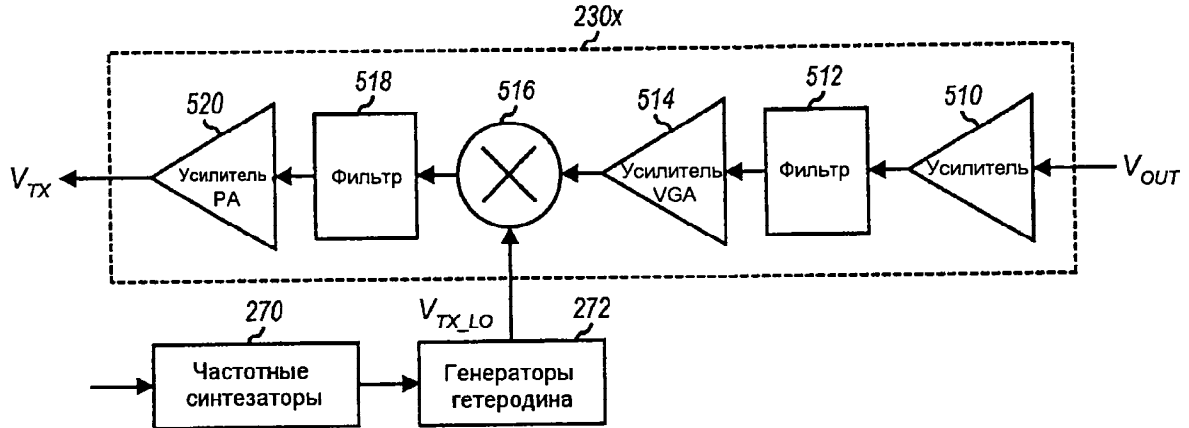 230x
520
518
516
514
512
510
V_TX
Усилитель
PA
Фильтр
Усилитель
VGA
Фильтр
Усилитель
V_OUT
270
V_TX_LO
272
Частотные
синтезаторы
Генераторы
гетеродина